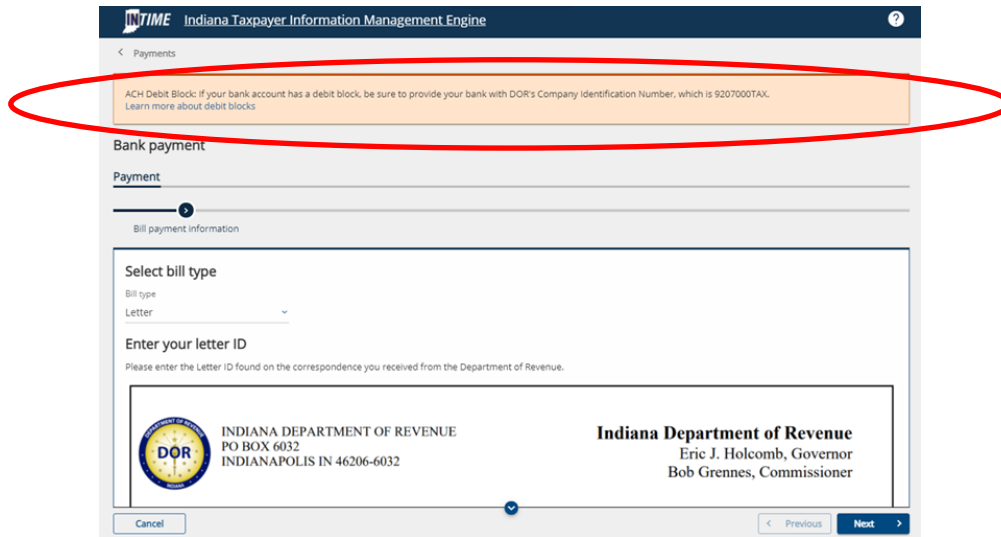 INTIME Indiana Taxpayer Information Management Engine ?
< Payments
ACH Debit Block: If your bank account has a debit block, be sure to provide your bank with DOR's Company Identification Number, which is 9207000TAX.
Learn more about debit blocks
Bank payment
Payment
Bill payment information
Select bill type
Bill type
Letter
Enter your letter ID
Please enter the Letter ID found on the correspondence you received from the Department of Revenue.
DEPARTMENT OF REVENUE
DOR
INDIANA
INDIANA DEPARTMENT OF REVENUE
PO BOX 6032
INDIANAPOLIS IN 46206-6032
Indiana Department of Revenue
Eric J. Holcomb, Governor
Bob Grennes, Commissioner
Cancel
< Previous
Next >